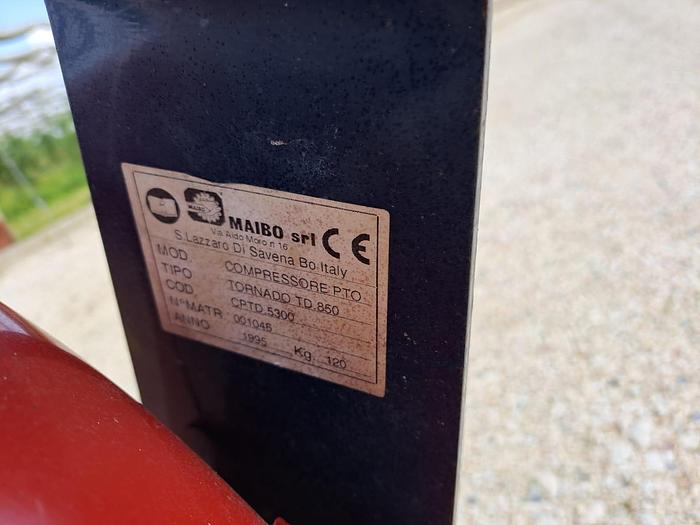 MAIBO
MAIBO srl CE
Via Aldo Moro n 16
S.Lazzaro Di Savena Bo Italy
MOD COMPRESSORE PTO
TIPO TORNADO TD 850
COD CPTD 5300
N°MATR 001046
ANNO 1995 Kg. 120